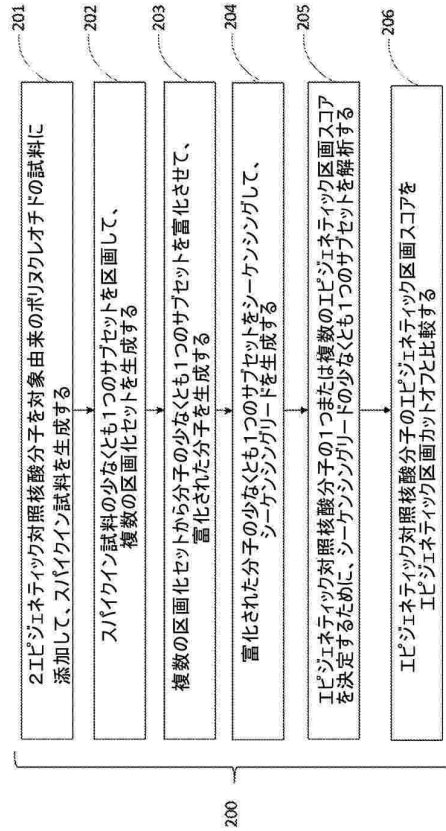 200
２エピジェネティック対照核酸分子を対象由来のポリヌクレオチドの試料に
添加して、スパイクイン試料を生成する
201
スパイクイン試料の少なくとも１つのサブセットを区画して、
複数の区画化セットを生成する
202
複数の区画化セットから分子の少なくとも１つのサブセットを富化させて、
富化された分子を生成する
203
富化された分子の少なくとも１つのサブセットをシーケンシングして、
シーケンシングリードを生成する
204
エピジェネティック対照核酸分子の１つまたは複数のエピジェネティック区画スコア
を決定するために、シーケンシングリードの少なくとも１つのサブセットを解析する
205
エピジェネティック対照核酸分子のエピジェネティック区画スコアを
エピジェネティック区画カットオフと比較する
206